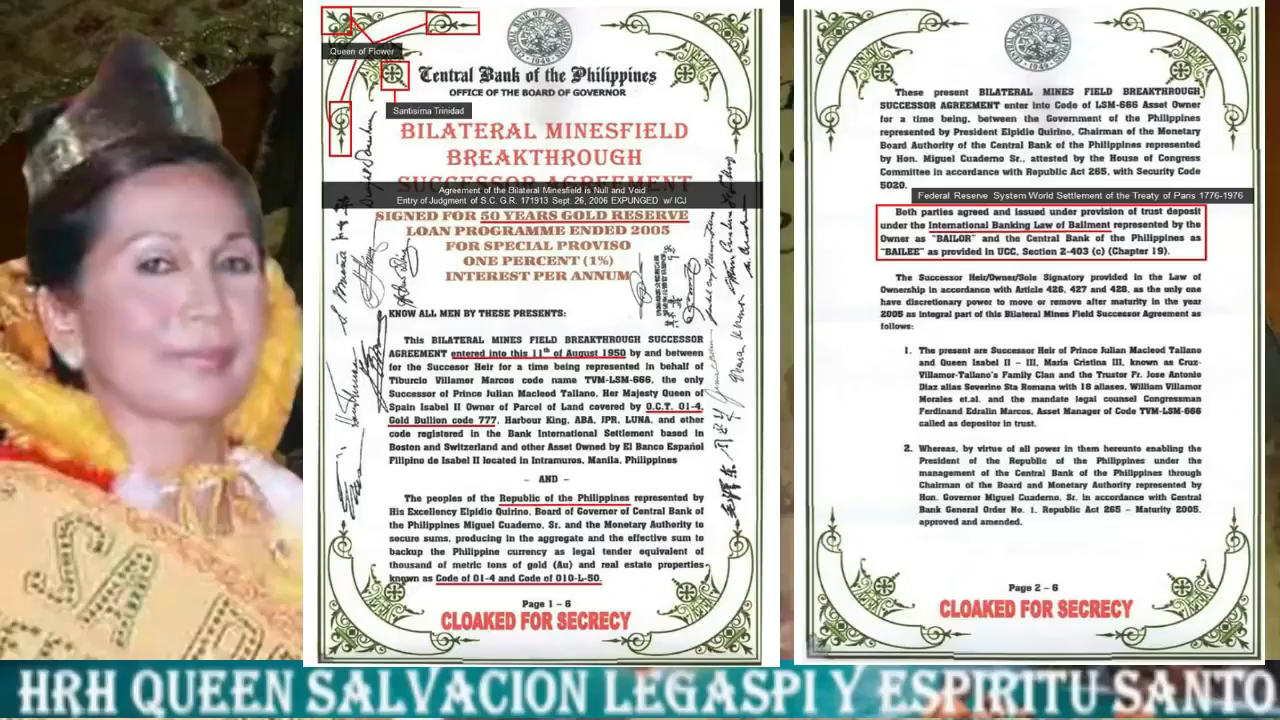 CENTRAL BANK OF THE PHILIPPINES
1949
Queen of Flower
Central Bank of the Philippines
OFFICE OF THE BOARD OF GOVERNOR
Santisima Trinidad
BILATERAL MINESFIELD
BREAKTHROUGH
SUCCESSOR AGREEMENT
Agreement of the Bilateral Minesfield is Null and Void
Entry of Judgment of S.C. G.R. 171913 Sept. 26, 2006 EXPUNGED w/ ICJ
SIGNED FOR 50 YEARS GOLD RESERVE
LOAN PROGRAMME ENDED 2005
FOR SPECIAL PROVISO
ONE PERCENT (1%)
INTEREST PER ANNUM
KNOW ALL MEN BY THESE PRESENTS:
This BILATERAL MINES FIELD BREAKTHROUGH SUCCESSOR
AGREEMENT entered into this 11th of August 1950 by and between
for the Succesor Heir for a time being represented in behalf of
Tiburcio Villamor Marcos code name TVM-LSM-666, the only
Successor of Prince Julian Macleod Tallano, Her Majesty Queen of
Spain Isabel II Owner of Parcel of Land covered by O.C.T. 01-4,
Gold Bullion code 777, Harbour King, ABA, JPR, LUNA, and other
code registered in the Bank International Settlement based in
Boston and Switzerland and other Asset Owned by El Banco Español
Filipino de Isabel II located in Intramuros, Manila, Philippines
- AND -
The peoples of the Republic of the Philippines represented by
His Excellency Elpidio Quirino, Board of Governor of Central Bank of
the Philippines Miguel Cuaderno, Sr. and the Monetary Authority to
secure sums, producing in the aggregate and the effective sum to
backup the Philippine currency as legal tender equivalent of
thousand of metric tons of gold (Au) and real estate properties
known as Code of 01-4 and Code of 010-L-50.
Page 1 - 6
CLOAKED FOR SECRECY
CENTRAL BANK OF THE PHILIPPINES
1949
These present BILATERAL MINES FIELD BREAKTHROUGH
SUCCESSOR AGREEMENT enter into Code of LSM-666 Asset Owner
for a time being, between the Government of the Philippines
represented by President Elpidio Quirino, Chairman of the Monetary
Board Authority of the Central Bank of the Philippines represented
by Hon. Miguel Cuaderno Sr., attested by the House of Congress
Committee in accordance with Republic Act 265, with Security Code
5020.
Federal Reserve System World Settlement of the Treaty of Paris 1776-1976
Both parties agreed and issued under provision of trust deposit
under the International Banking Law of Bailment represented by the
Owner as "BAILOR" and the Central Bank of the Philippines as
"BAILEE" as provided in UCC, Section 2-403 (c) (Chapter 19).
The Successor Heir/Owner/Sole Signatory provided in the Law of
Ownership in accordance with Article 426, 427 and 428, as the only one
have discretionary power to move or remove after maturity in the year
2005 as integral part of this Bilateral Mines Field Successor Agreement as
follows:
1. The present are Successor Heir of Prince Julian Macleod Tallano
and Queen Isabel II – III, Maria Cristina III, known as Cruz-
Villamor-Tallano's Family Clan and the Trustor Fr. Jose Antonio
Diaz alias Severino Sta Romana with 18 aliases, William Villamor
Morales et.al. and the mandate legal counsel Congressman
Ferdinand Edralin Marcos, Asset Manager of Code TVM-LSM-666
called as depositor in trust.
2. Whereas, by virtue of all power in them hereunto enabling the
President of the Republic of the Philippines under the
management of the Central Bank of the Philippines through
Chairman of the Board and Monetary Authority represented by
Hon. Governor Miguel Cuaderno, Sr. in accordance with Central
Bank General Order No. 1. Republic Act 265 – Maturity 2005,
approved and amended.
Page 2 - 6
CLOAKED FOR SECRECY
HRH QUEEN SALVACION LEGASPI Y ESPIRITU SANTO